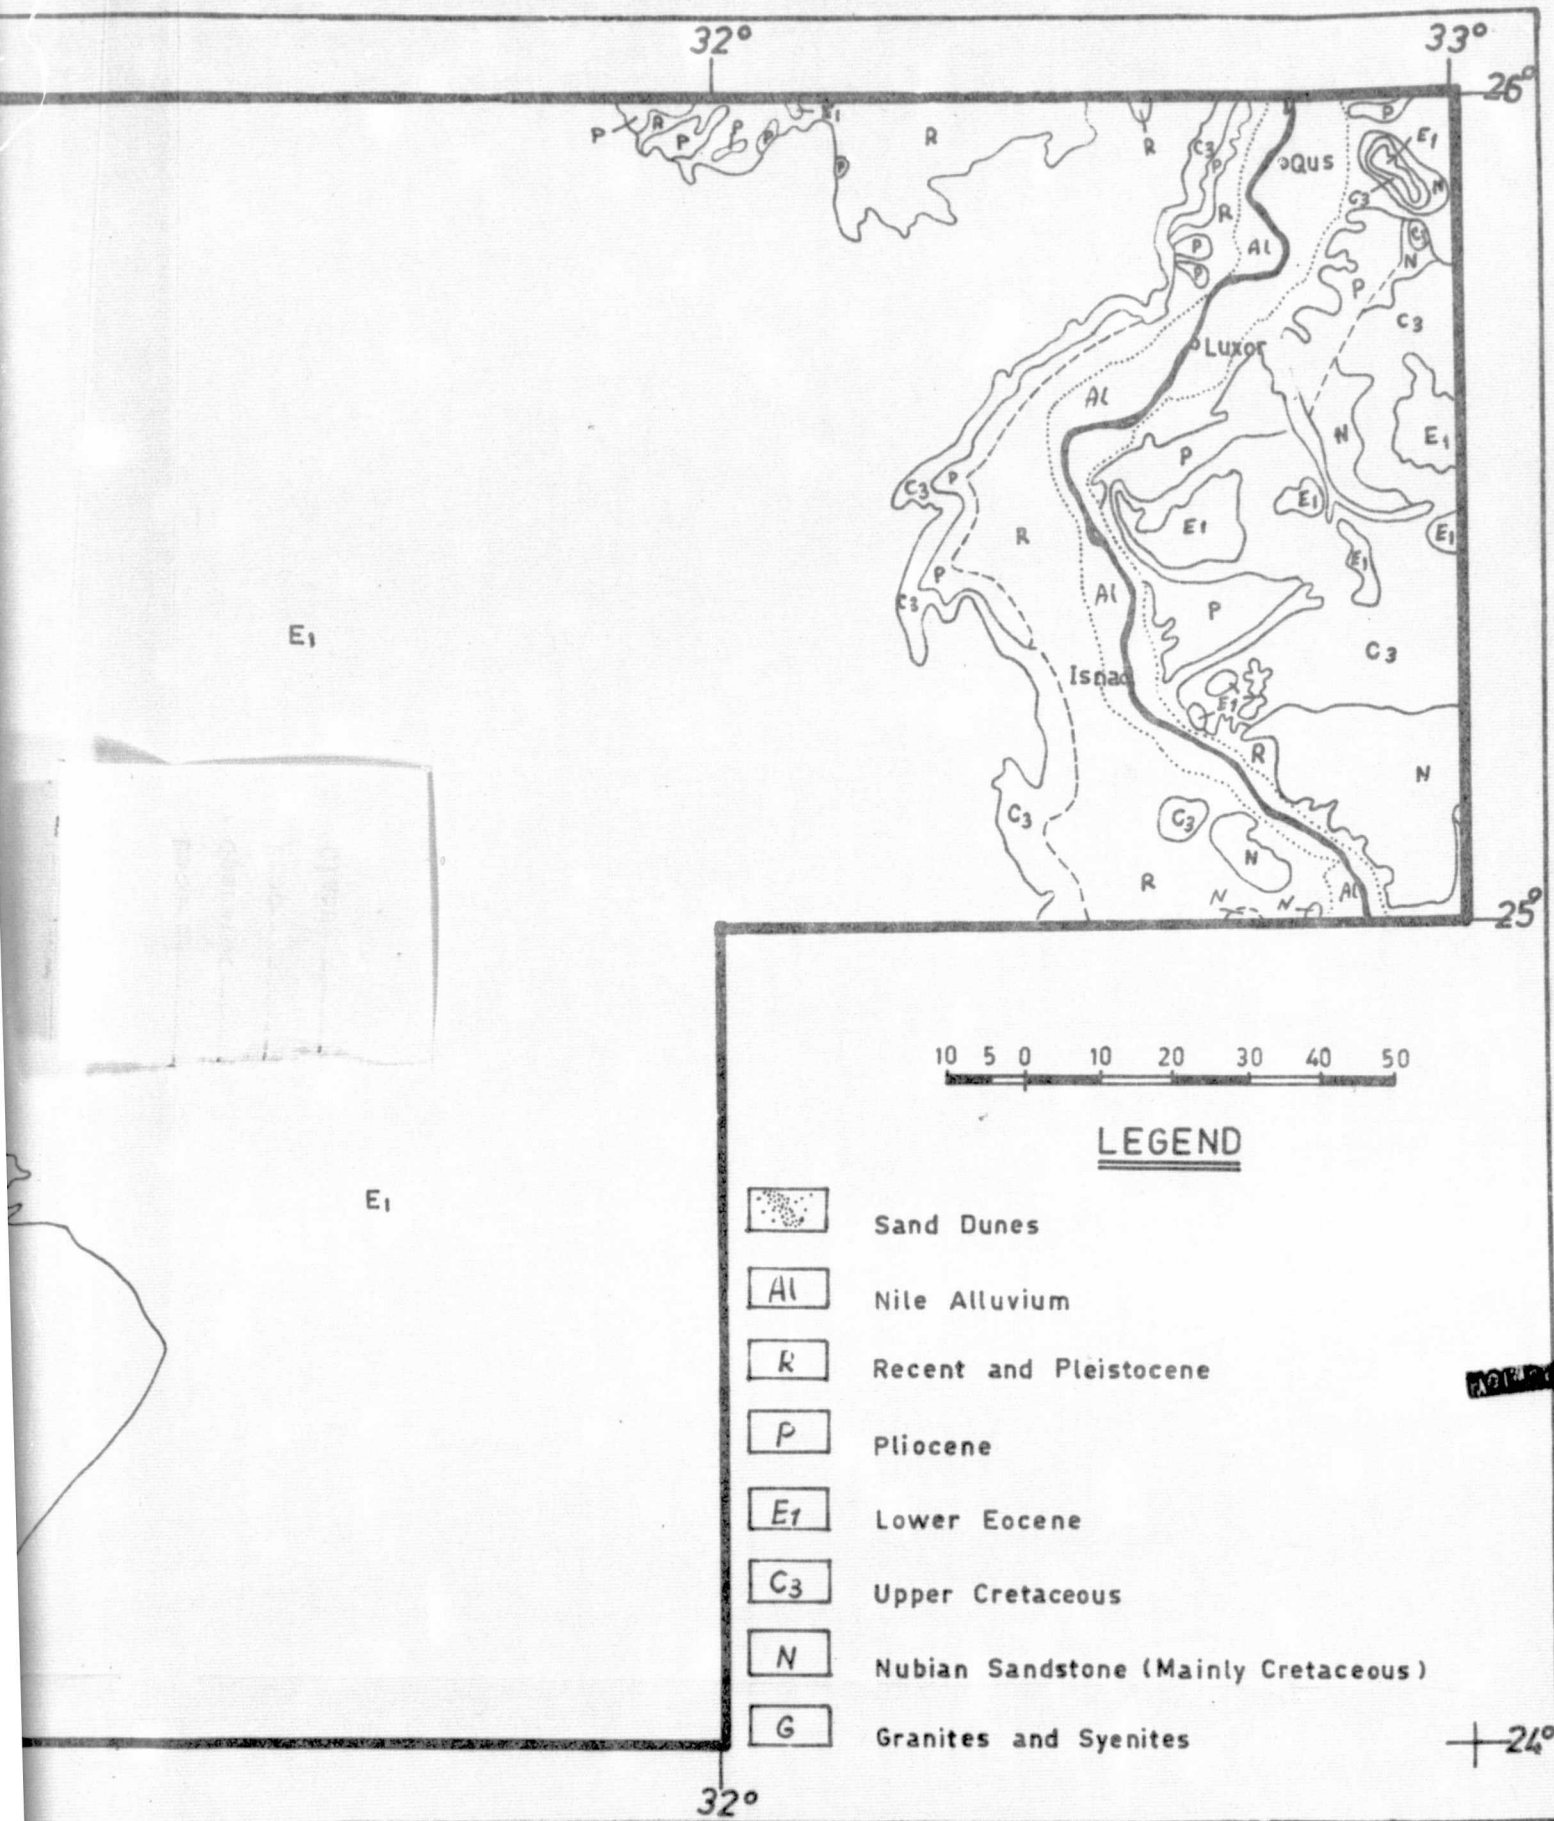 32° 33°
26°
P R P P P E1 R R C3 P P E1
Qus
C3 N
R
P Al C3
P N
P
C3
Luxor
Al
N E1
P
C3 P
E1 E1
R E1
E1
P
Al
C3 P
E1
C3
Isna
E1
R
N
C3 C3
N
R Al
N N
25°
E1
10 5 0 10 20 30 40 50
LEGEND
Sand Dunes
Al Nile Alluvium
R Recent and Pleistocene
P Pliocene
E1 Lower Eocene
C3 Upper Cretaceous
N Nubian Sandstone (Mainly Cretaceous)
G Granites and Syenites
24°
32°